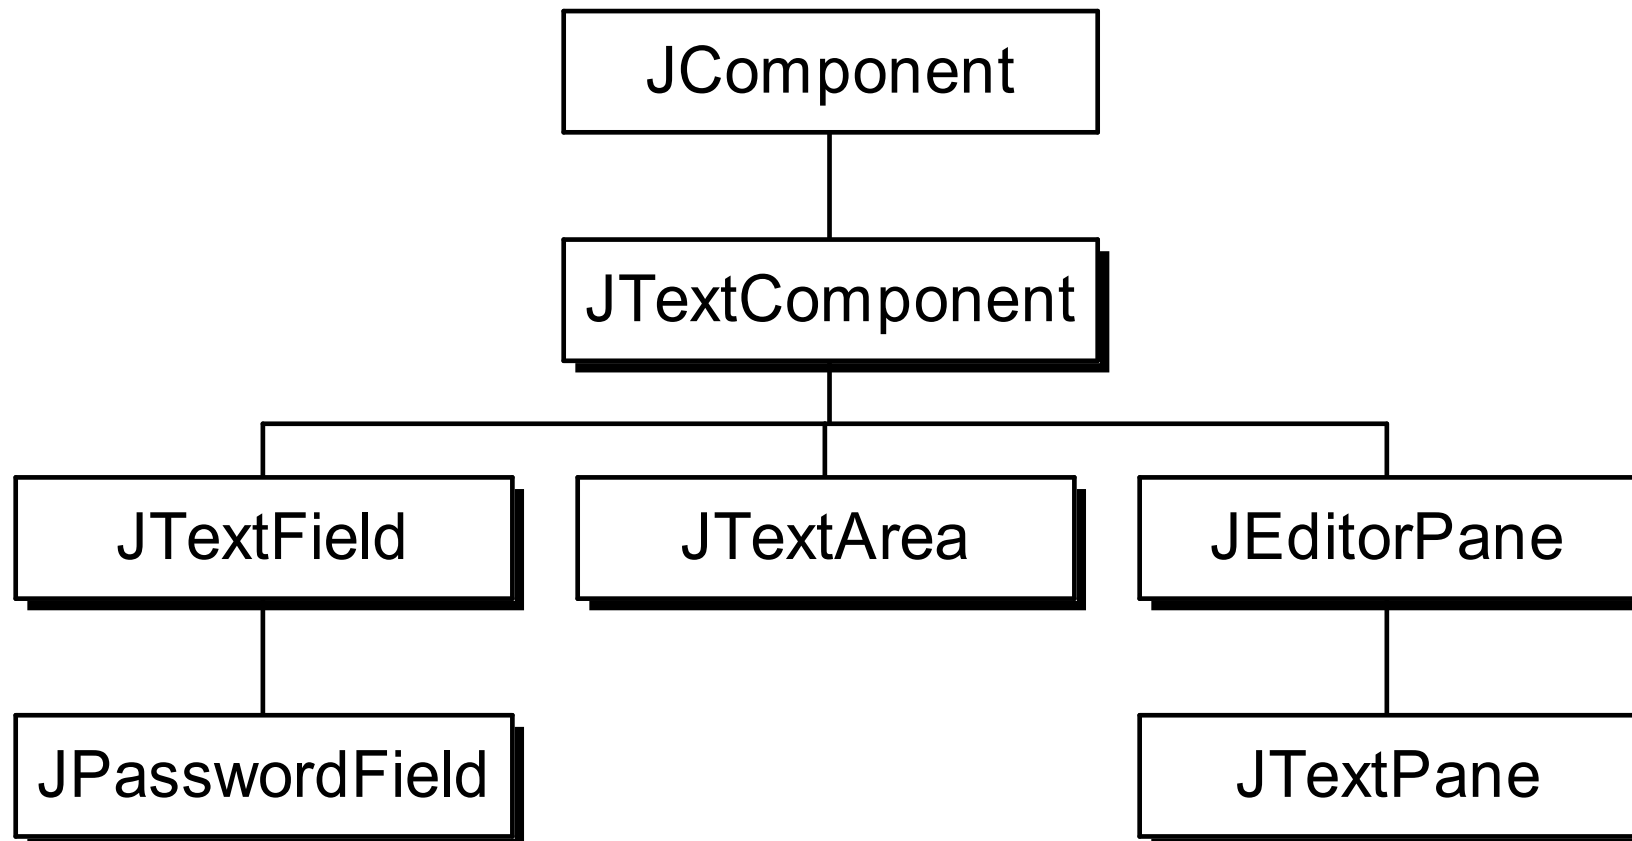 JComponent
JTextComponent
JTextField
JTextArea
JEditorPane
JPasswordField
JTextPane